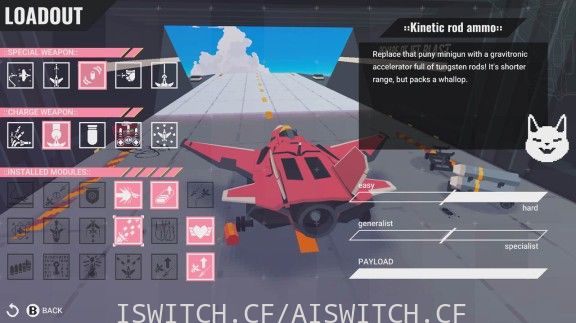 LOADOUT
::SPECIAL WEAPON::
::CHARGE WEAPON::
::INSTALLED MODULES::
::Kinetic rod ammo::
Replace that puny minigun with a gravitronic
accelerator full of tungsten rods! It's shorter
range, but packs a whallop.
easy
hard
generalist
specialist
PAYLOAD
B BACK
ISWITCH.CF/AISWITCH.CF